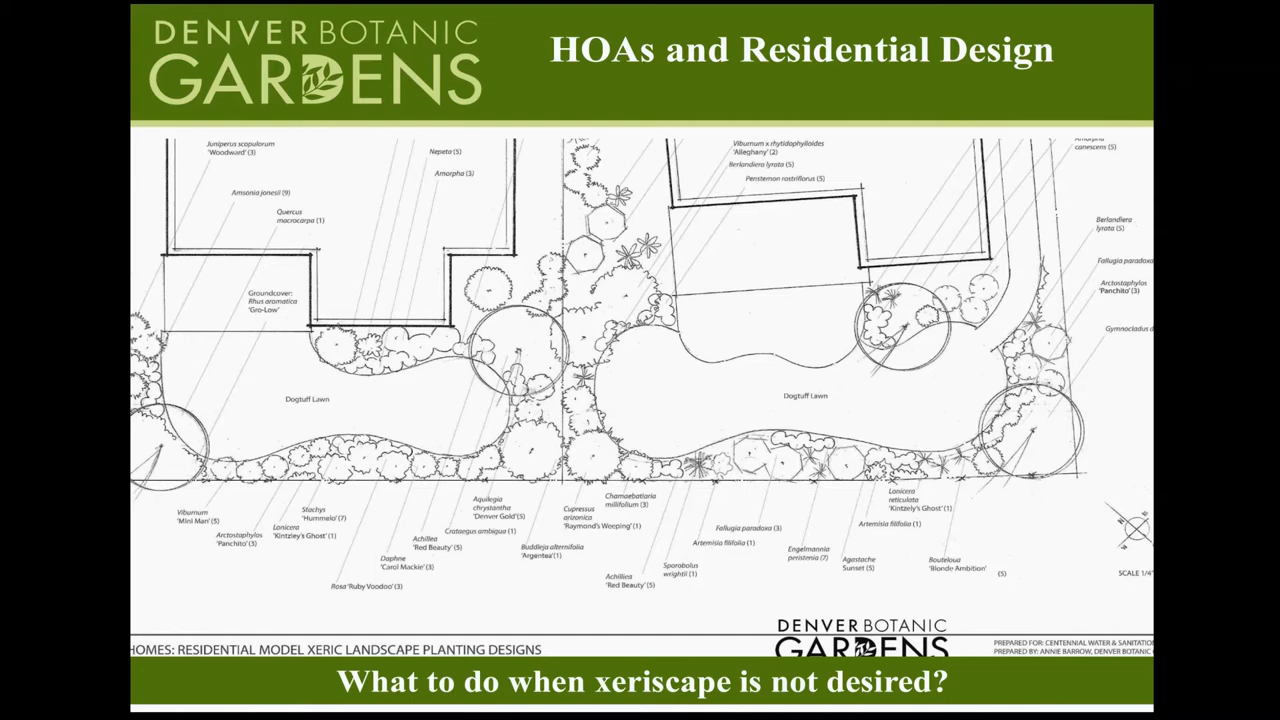 DENVER BOTANIC
GARDENS
HOAs and Residential Design
Juniperus scopulorum
'Woodward' (3)
Nepeta (5)
Amorpha (3)
Amsonia jonesii (9)
Quercus
macrocarpa (1)
Groundcover:
Rhus aromatica
'Gro-Low'
Viburnum x rhytidophylloides
'Alleghany' (2)
Berlandiera lyrata (5)
Penstemon rostriflorus (5)
canescens (5)
Berlandiera
lyrata (5)
Fallugia paradoxa
Arctostaphylos
'Panchito' (3)
Gymnocladus d
Dogtuff Lawn
Dogtuff Lawn
Viburnum
'Mini Man' (5)
Arctostaphylos
'Panchito' (3)
Stachys
'Hummelo' (7)
Lonicera
'Kintzley's Ghost' (1)
Rosa 'Ruby Voodoo' (3)
Daphne
'Carol Mackie' (3)
Achillea
'Red Beauty' (5)
Aquilegia
chrystantha
'Denver Gold'(5)
Crataegus ambigua (1)
Buddleja alternifolia
'Argentea'(1)
Cupressus
arizonica
'Raymond's Weeping'(1)
Chamaebatiaria
millifolium (3)
Achilliea
'Red Beauty' (5)
Sporobolus
wrightii (1)
Artemisia filifolia (1)
Fallugia paradoxa (3)
Engelmannia
peristenia (7)
Agastache
Sunset (5)
Artemisia filifolia (1)
Lonicera
reticulata
'Kintzely's Ghost'(1)
Bouteloua
'Blonde Ambition'
(5)
SCALE 1/4"
HOMES: RESIDENTIAL MODEL XERIC LANDSCAPE PLANTING DESIGNS
DENVER BOTANIC
GARDENS
PREPARED FOR: CENTENNIAL WATER & SANITATIO
PREPARED BY: ANNIE BARROW, DENVER BOTANIC
What to do when xeriscape is not desired?